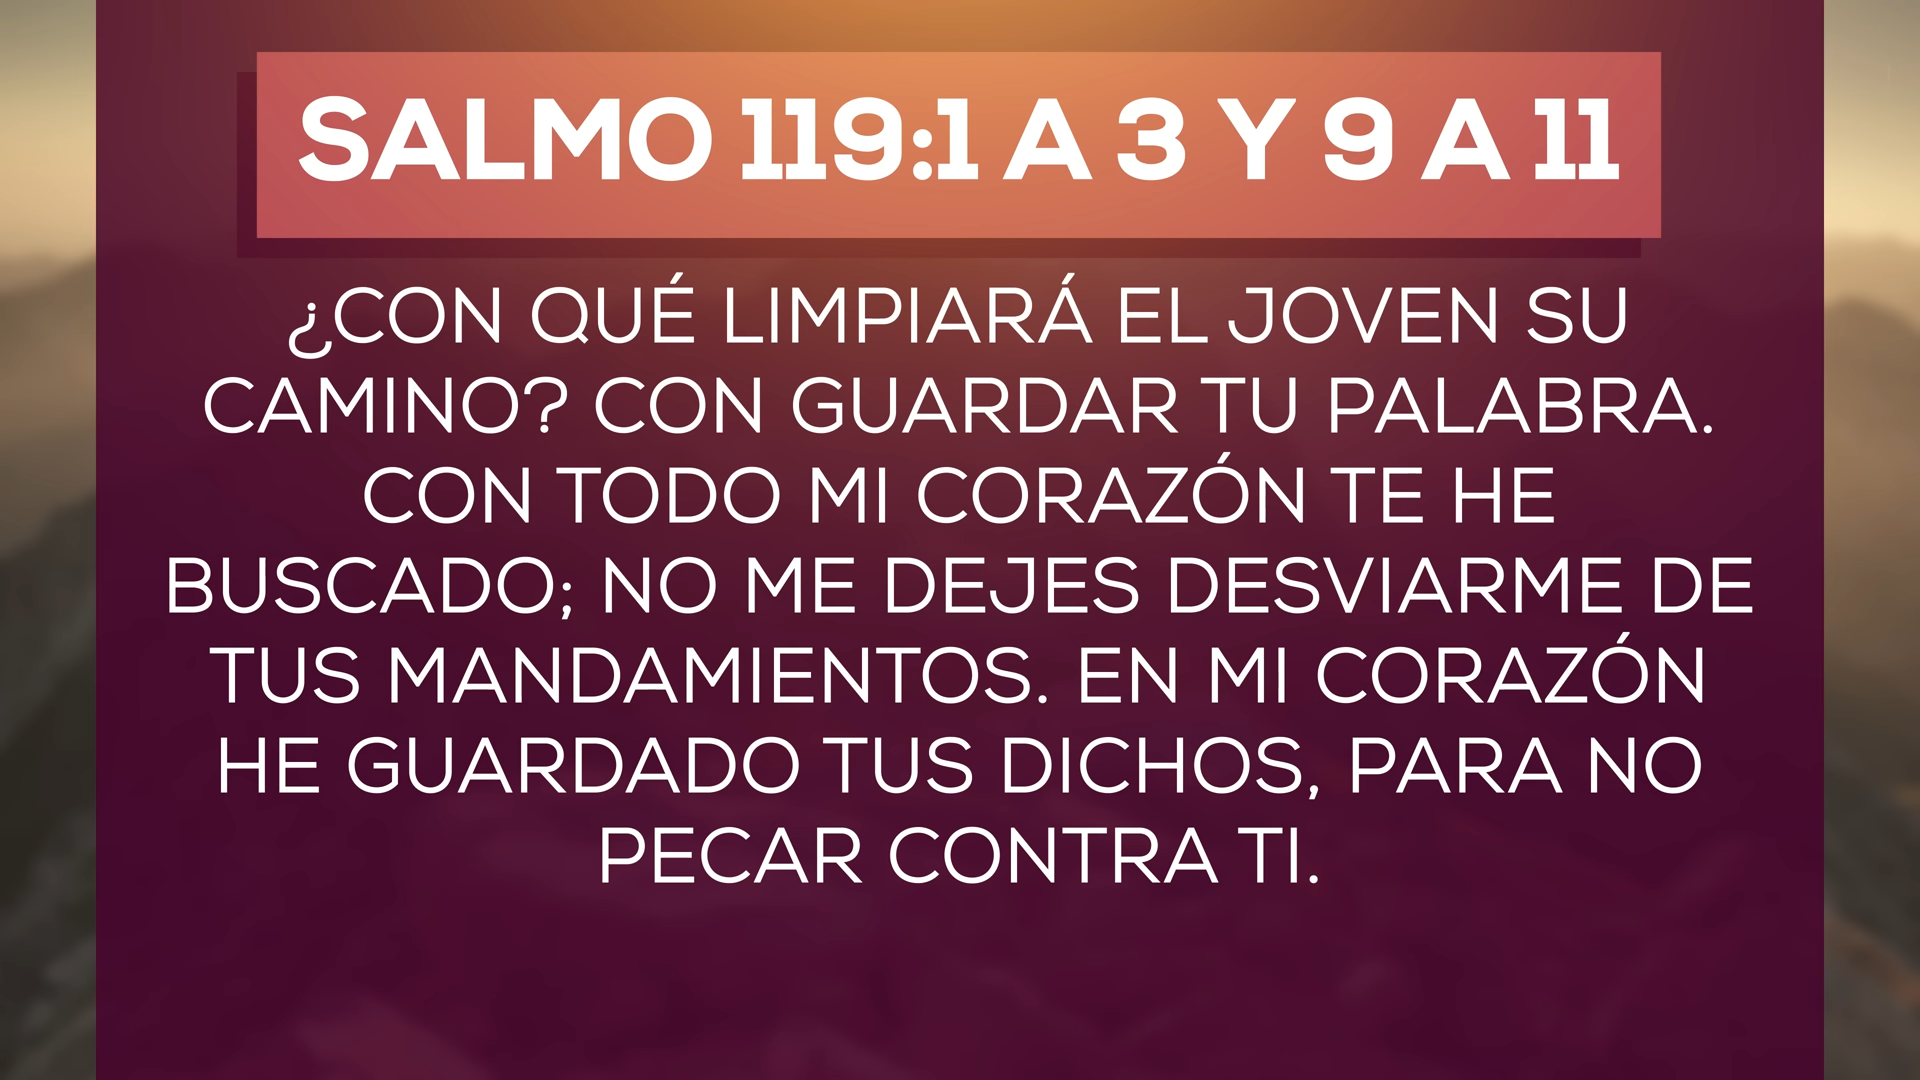 SALMO 119:1 A 3 Y 9 A 11
¿CON QUÉ LIMPIARÁ EL JOVEN SU
CAMINO? CON GUARDAR TU PALABRA.
CON TODO MI CORAZÓN TE HE
BUSCADO; NO ME DEJES DESVIARME DE
TUS MANDAMIENTOS. EN MI CORAZÓN
HE GUARDADO TUS DICHOS, PARA NO
PECAR CONTRA TI.